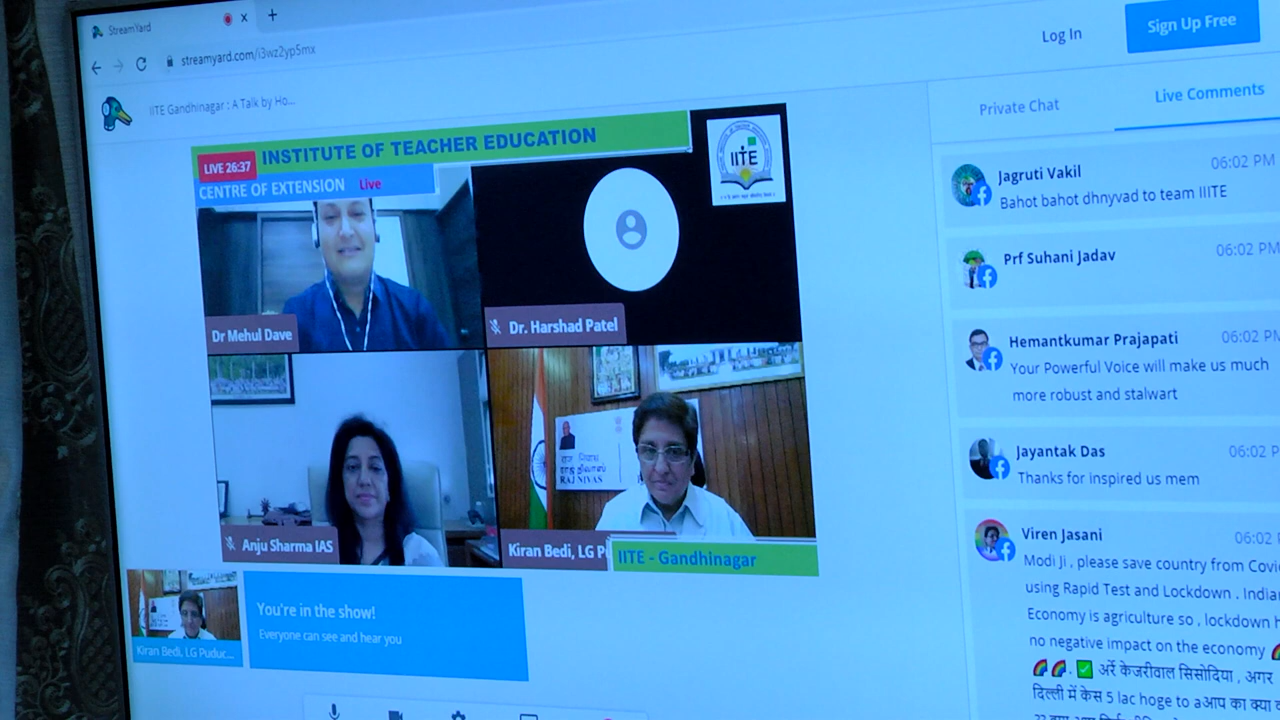 StreamYard
streamyard.com/i3wz2yp5mx
Log In
Sign Up Free
IITE Gandhinagar : A Talk by Ho...
Private Chat
Live Comments
INSTITUTE OF TEACHER EDUCATION
LIVE 26:37
CENTRE OF EXTENSION Live
IITE
Dr Mehul Dave
Dr. Harshad Patel
RAJ NIVAS
Anju Sharma IAS
Kiran Bedi, LG P
IITE - Gandhinagar
Kiran Bedi, LG Puduc...
You're in the show!
Everyone can see and hear you
Jagruti Vakil
06:02 PM
Bahot bahot dhnyvad to team IIITE
Prf Suhani Jadav
06:02 PM
Hemantkumar Prajapati
06:02 PM
Your Powerful Voice will make us much
more robust and stalwart
Jayantak Das
06:02 P
Thanks for inspired us mem
Viren Jasani
06:02
Modi Ji , please save country from Covi
using Rapid Test and Lockdown . India
Economy is agriculture so , lockdown h
no negative impact on the economy 🌈
🌈🌈. ✅ अरें केजरीवाल सिसोदिया , अगर
दिल्ली में केस 5 lac hoge to aआप का क्या